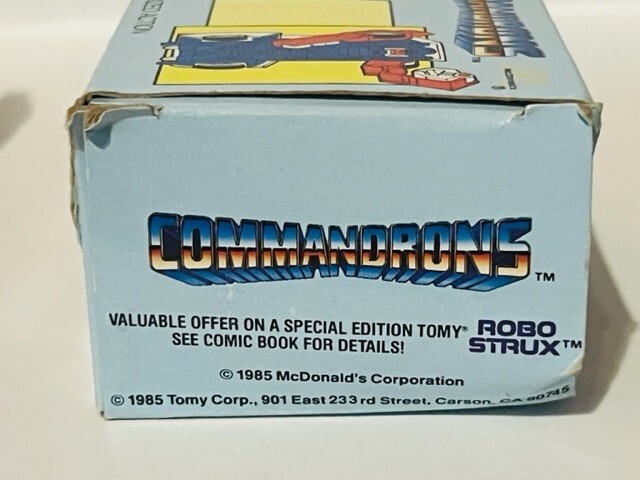 COMMANDRONS™
VALUABLE OFFER ON A SPECIAL EDITION TOMY® ROBO STRUX™
SEE COMIC BOOK FOR DETAILS!
© 1985 McDonald's Corporation
© 1985 Tomy Corp., 901 East 233rd Street, Carson, CA 90745